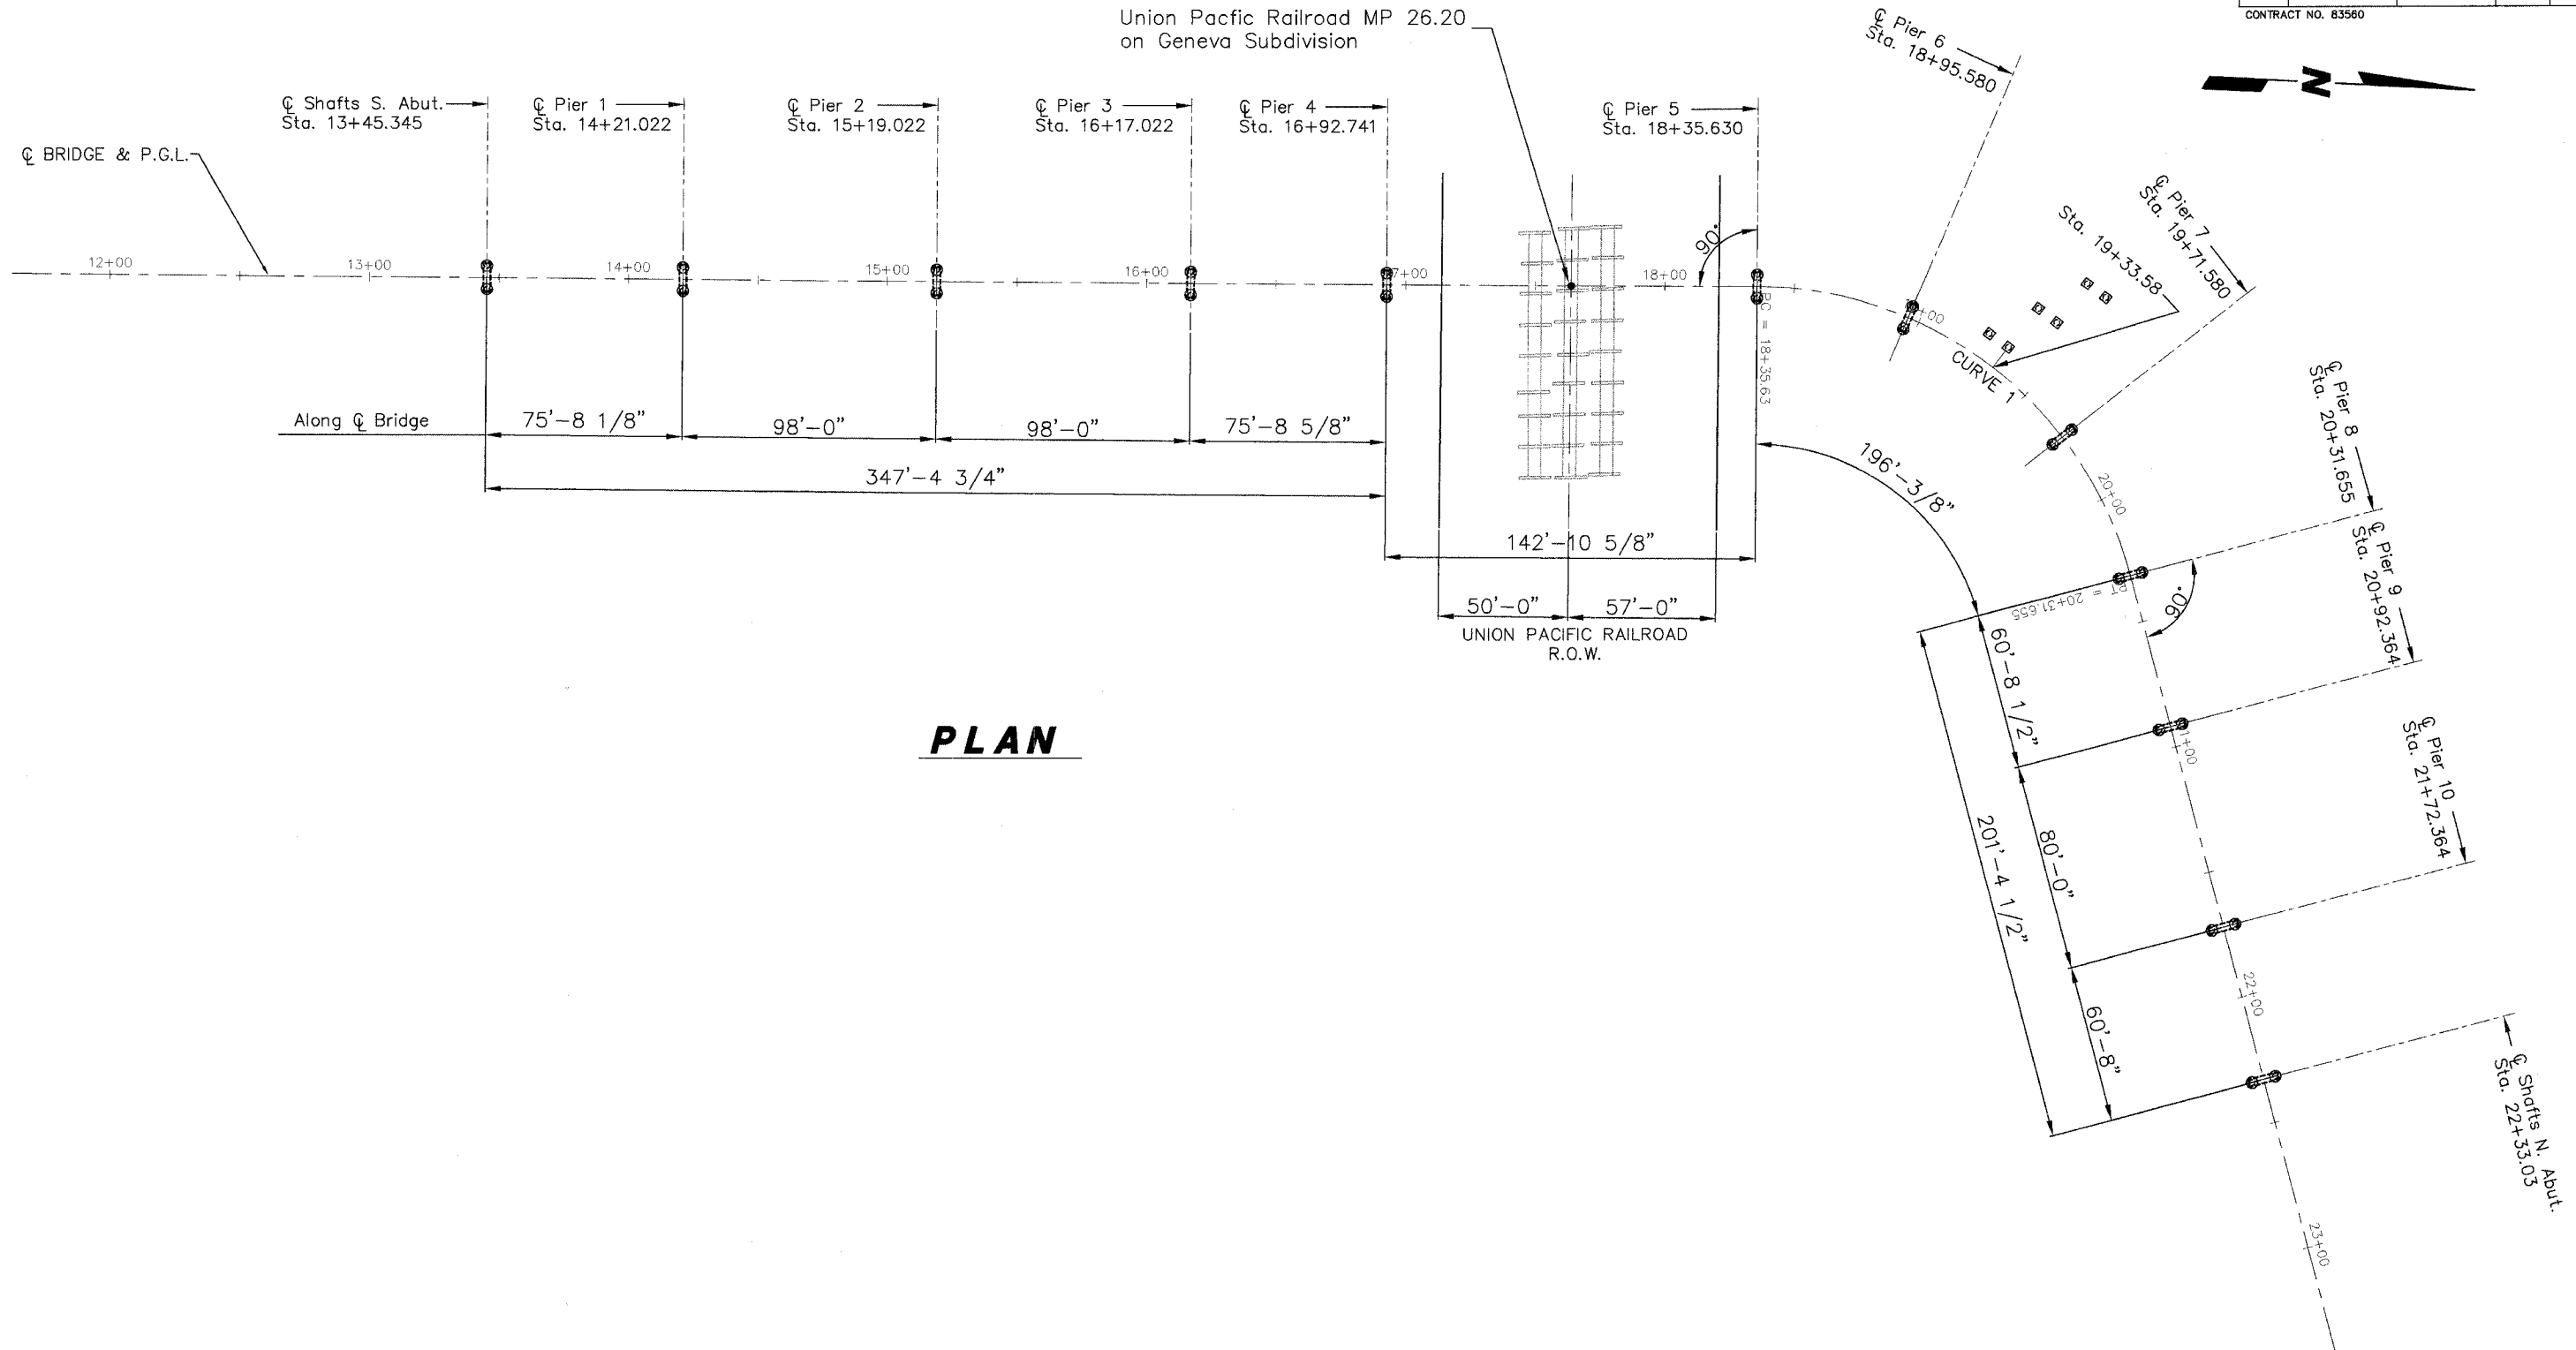 CONTRACT NO. 83560
Union Pacfic Railroad MP 26.20
on Geneva Subdivision
℄ Pier 6
Sta. 18+95.580
N
℄ Shafts S. Abut.
Sta. 13+45.345
℄ Pier 1
Sta. 14+21.022
℄ Pier 2
Sta. 15+19.022
℄ Pier 3
Sta. 16+17.022
℄ Pier 4
Sta. 16+92.741
℄ Pier 5
Sta. 18+35.630
℄ BRIDGE & P.G.L.
℄ Pier 7
Sta. 19+71.580
Sta. 19+33.58
12+00
13+00
14+00
15+00
16+00
7+00
18+00
90°
PC = 18+35.63
+00
CURVE 1
℄ Pier 8
Sta. 20+31.655
Along ℄ Bridge
75'-8 1/8"
98'-0"
98'-0"
75'-8 5/8"
347'-4 3/4"
196'-3/8"
20+00
℄ Pier 9
Sta. 20+92.364
142'-10 5/8"
50'-0"
57'-0"
UNION PACIFIC RAILROAD
R.O.W.
PT = 20+31.655
90°
60'-8 1/2"
1+00
PLAN
℄ Pier 10
Sta. 21+72.364
201'-4 1/2"
80'-0"
22+00
60'-8"
℄ Shafts N. Abut.
Sta. 22+33.03
23+00